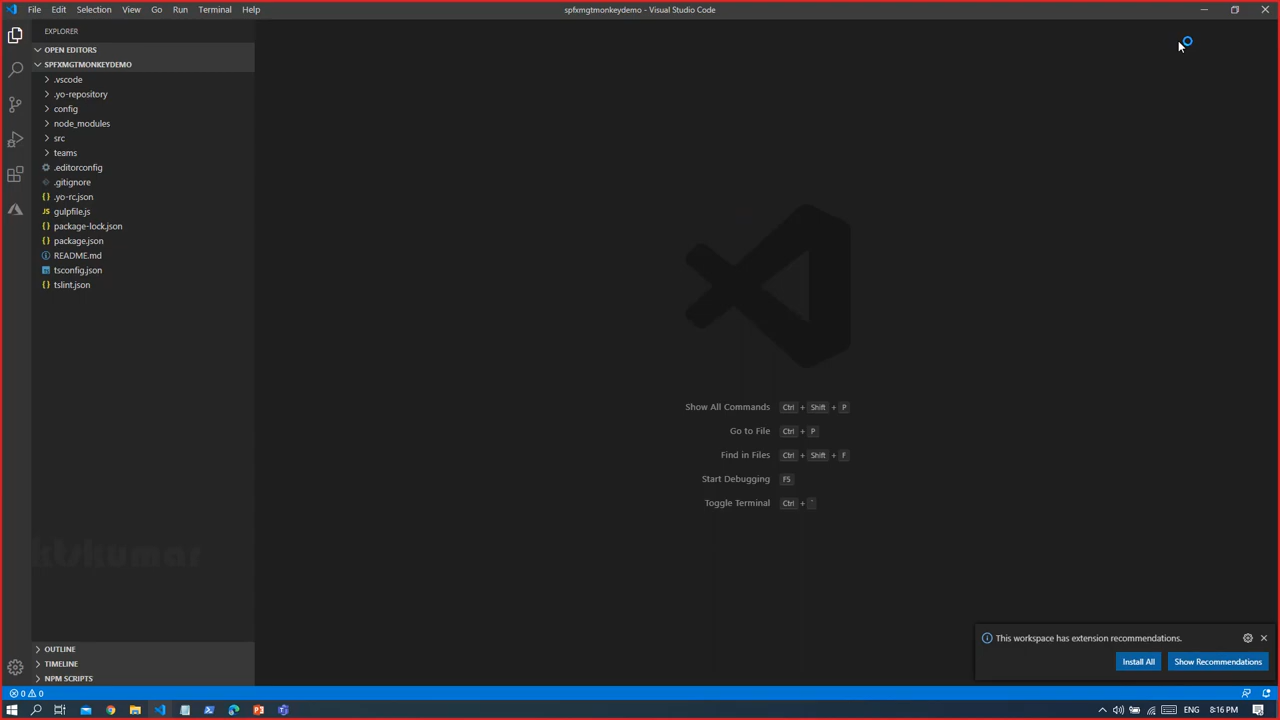 File Edit Selection View Go Run Terminal Help
spfxmgtmonkeydemo - Visual Studio Code
EXPLORER
OPEN EDITORS
SPFXMGTMONKEYDEMO
.vscode
.yo-repository
config
node_modules
src
teams
.editorconfig
.gitignore
{} .yo-rc.json
JS gulpfile.js
{} package-lock.json
{} package.json
README.md
TS tsconfig.json
{} tslint.json
Show All Commands Ctrl + Shift + P
Go to File Ctrl + P
Find in Files Ctrl + Shift + F
Start Debugging F5
Toggle Terminal Ctrl + `
ktskumar
This workspace has extension recommendations.
Install All Show Recommendations
OUTLINE
TIMELINE
NPM SCRIPTS
0 0
ENG 8:16 PM